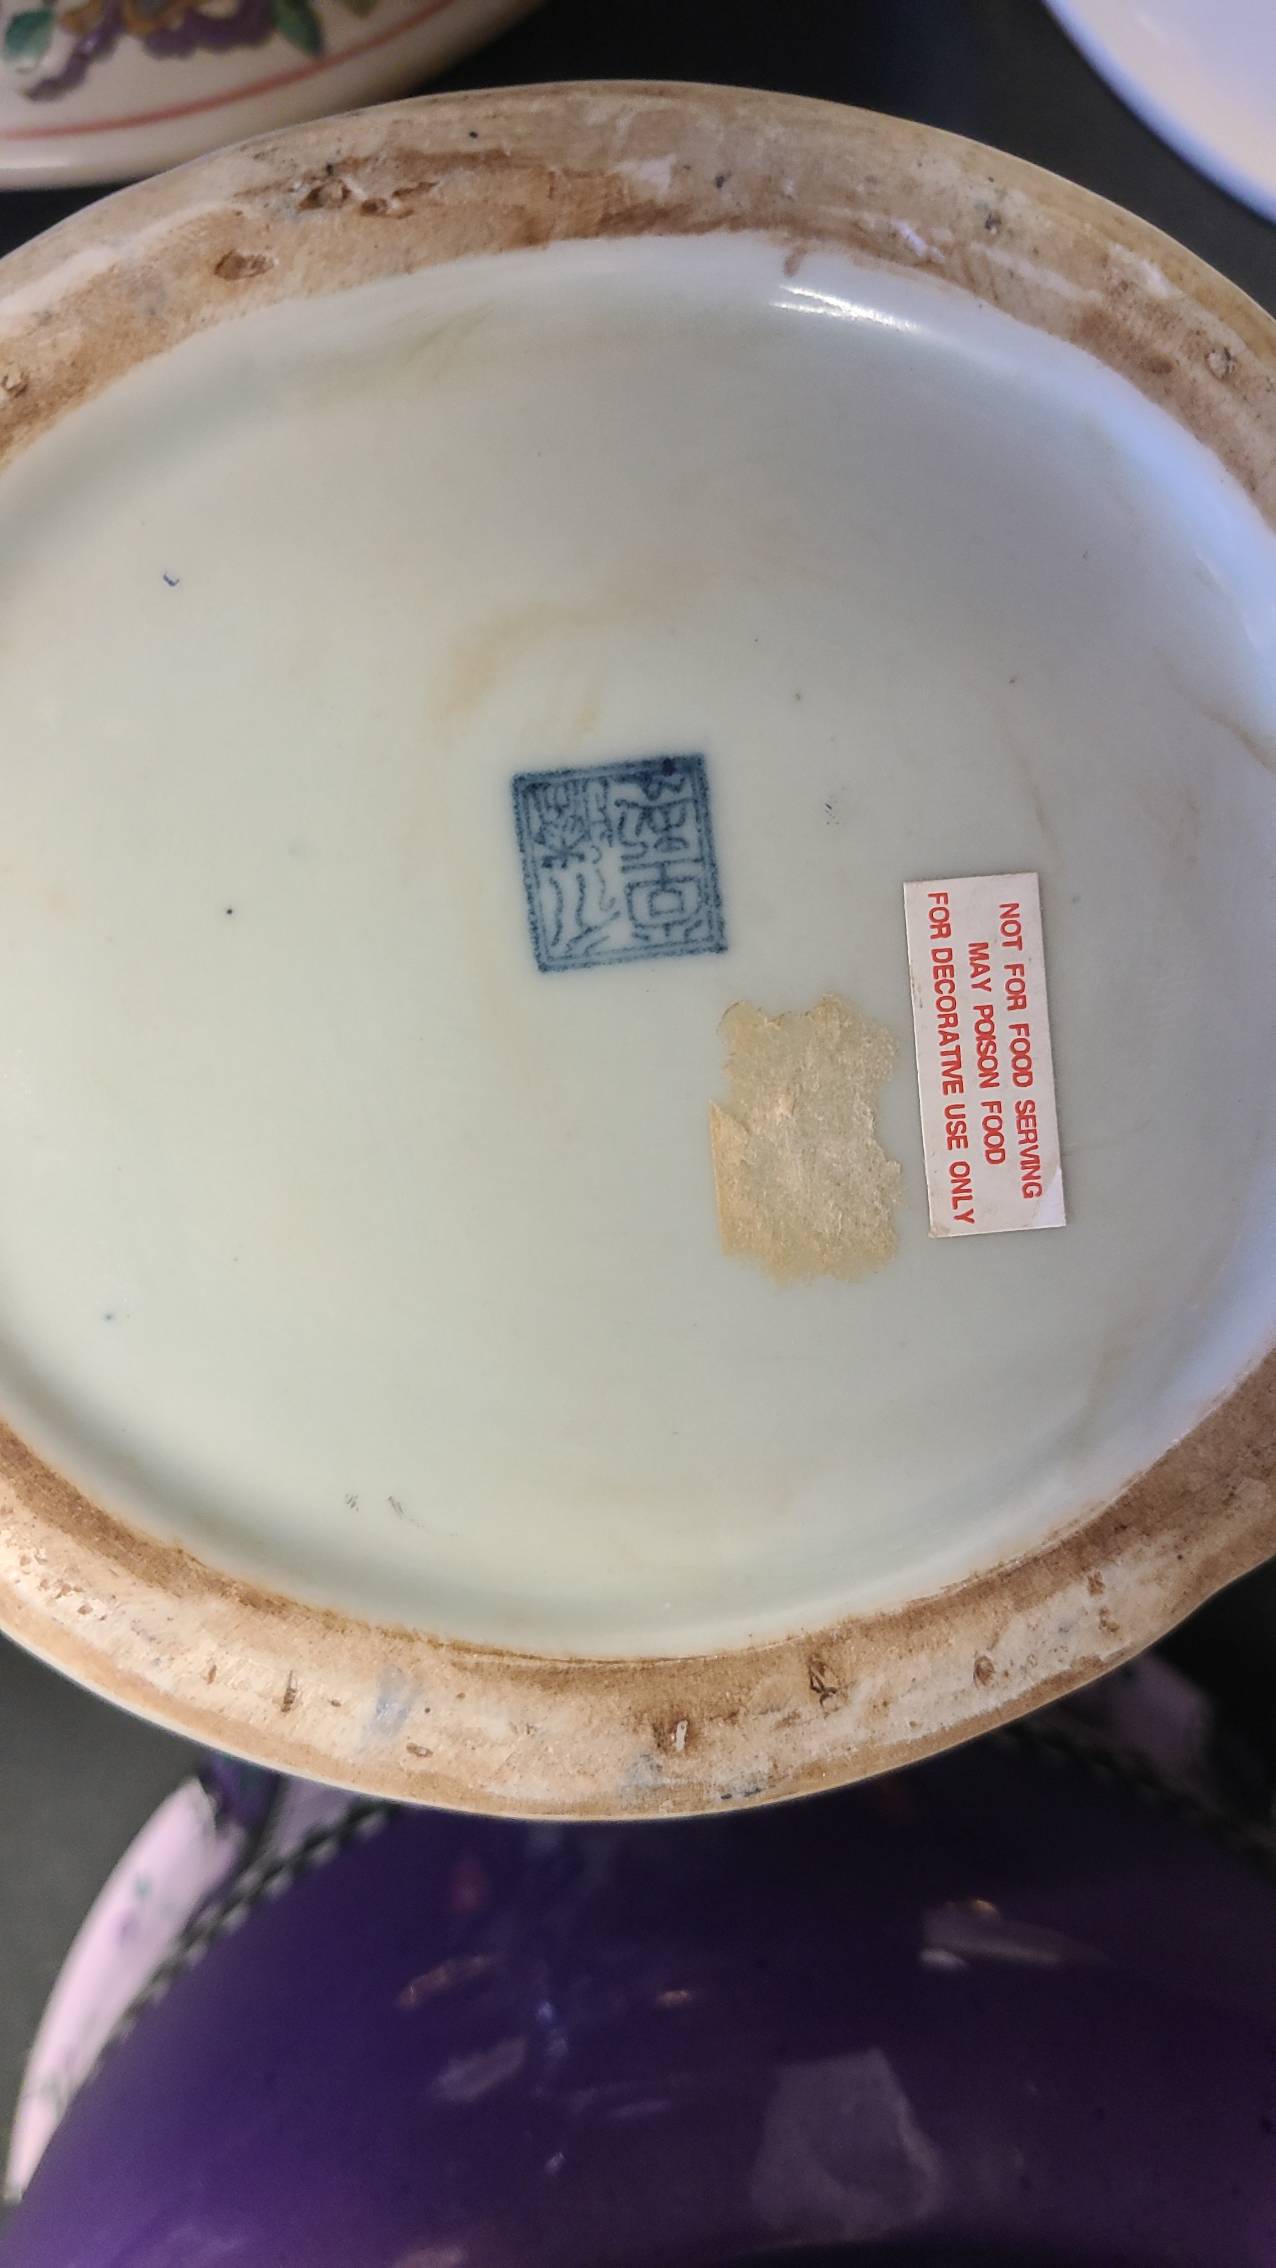 NOT FOR FOOD SERVING
MAY POISON FOOD
FOR DECORATIVE USE ONLY